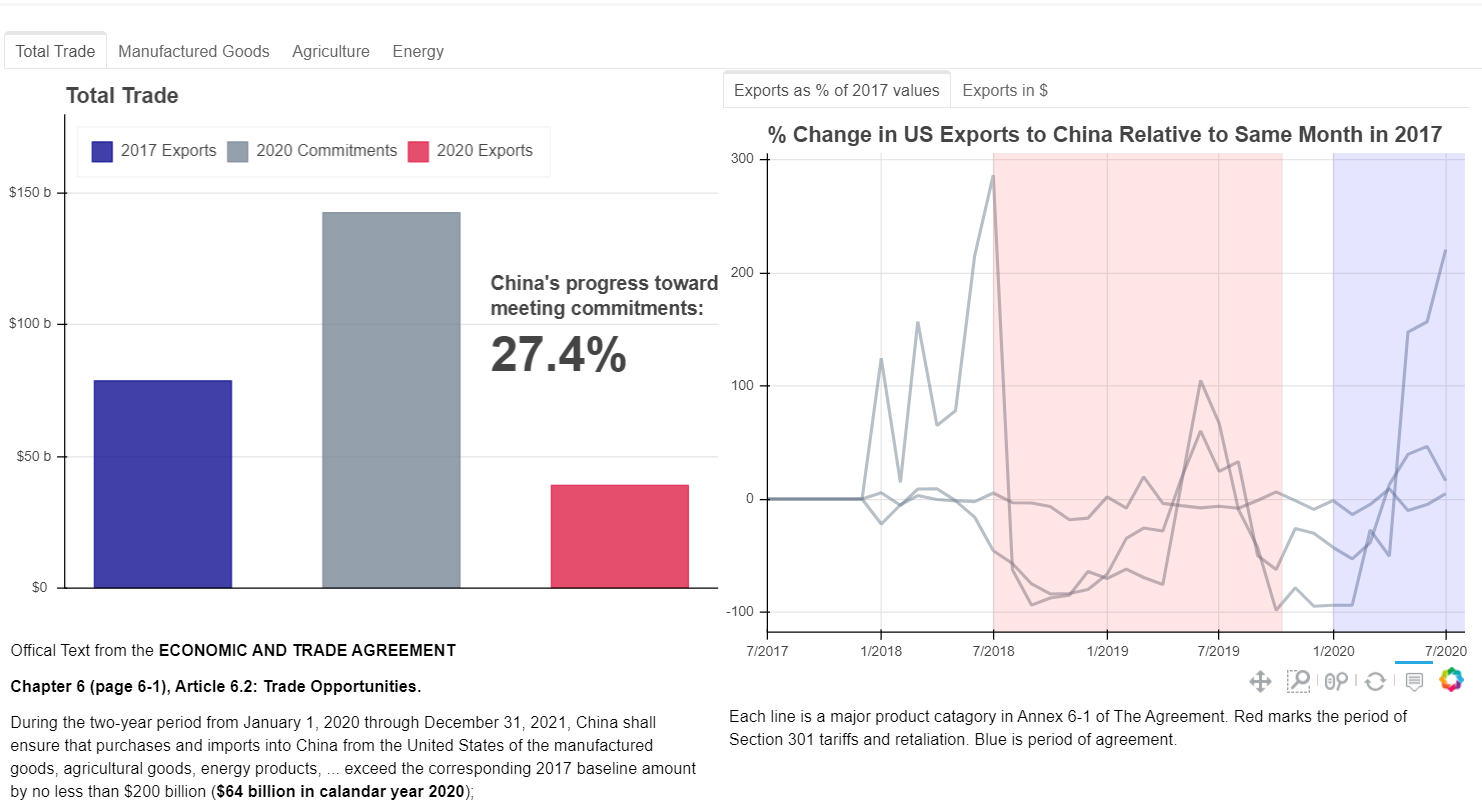 Total Trade
Manufactured Goods
Agriculture
Energy
Total Trade
2017 Exports
2020 Commitments
2020 Exports
$150 b
$100 b
$50 b
$0
China's progress toward
meeting commitments:
27.4%
Offical Text from the ECONOMIC AND TRADE AGREEMENT
Chapter 6 (page 6-1), Article 6.2: Trade Opportunities.
During the two-year period from January 1, 2020 through December 31, 2021, China shall
ensure that purchases and imports into China from the United States of the manufactured
goods, agricultural goods, energy products, ... exceed the corresponding 2017 baseline amount
by no less than $200 billion ($64 billion in calandar year 2020);
Exports as % of 2017 values
Exports in $
% Change in US Exports to China Relative to Same Month in 2017
300
200
100
0
-100
7/2017
1/2018
7/2018
1/2019
7/2019
1/2020
7/2020
Each line is a major product catagory in Annex 6-1 of The Agreement. Red marks the period of
Section 301 tariffs and retaliation. Blue is period of agreement.